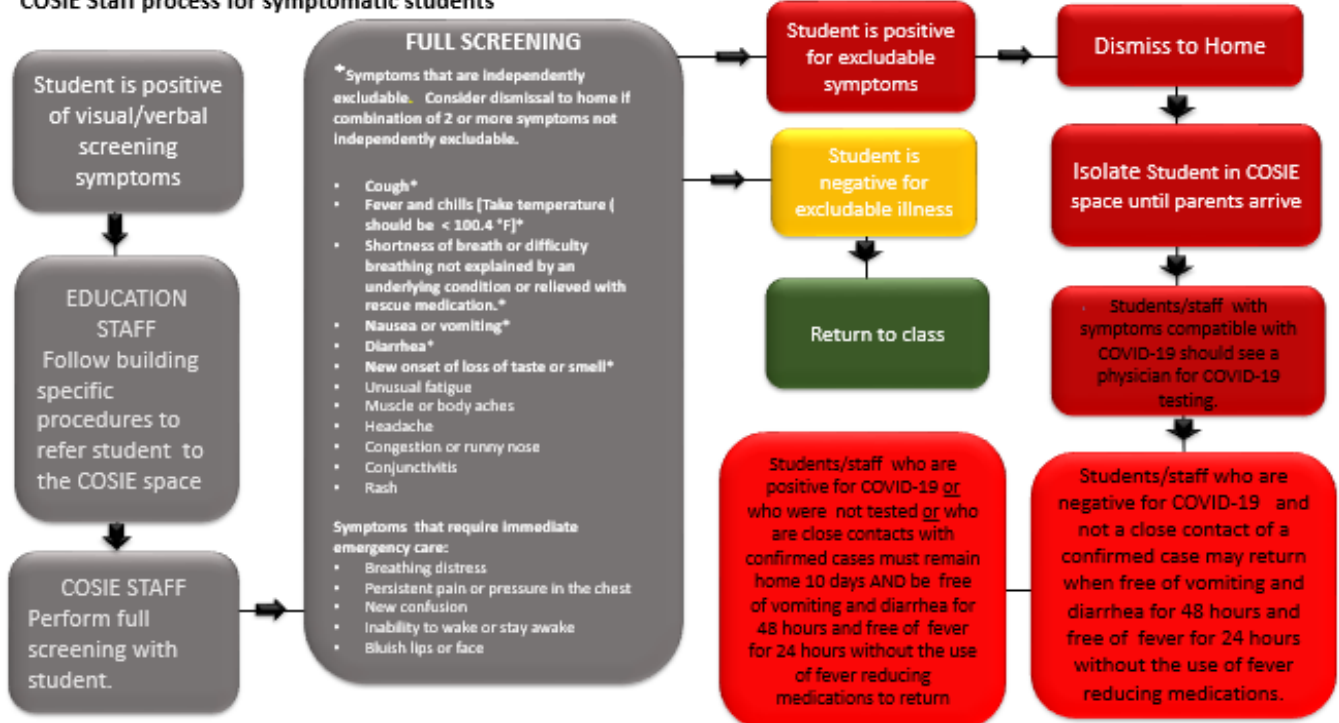 COSIE Staff process for symptomatic students
Student is positive
of visual/verbal
screening
symptoms
EDUCATION
STAFF
Follow building
specific
procedures to
refer student to
the COSIE space
COSIE STAFF
Perform full
screening with
student.
FULL SCREENING
*Symptoms that are independently
excludable. Consider dismissal to home if
combination of 2 or more symptoms not
independently excludable.
• Cough*
• Fever and chills [Take temperature (
should be < 100.4 °F]*
• Shortness of breath or difficulty
breathing not explained by an
underlying condition or relieved with
rescue medication.*
• Nausea or vomiting*
• Diarrhea*
• New onset of loss of taste or smell*
• Unusual fatigue
• Muscle or body aches
• Headache
• Congestion or runny nose
• Conjunctivitis
• Rash
Symptoms that require immediate
emergency care:
• Breathing distress
• Persistent pain or pressure in the chest
• New confusion
• Inability to wake or stay awake
• Bluish lips or face
Student is positive
for excludable
symptoms
Student is
negative for
excludable illness
Return to class
Dismiss to Home
Isolate Student in COSIE
space until parents arrive
Students/staff with
symptoms compatible with
COVID-19 should see a
physician for COVID-19
testing.
Students/staff who are
negative for COVID-19 and
not a close contact of a
confirmed case may return
when free of vomiting and
diarrhea for 48 hours and
free of fever for 24 hours
without the use of fever
reducing medications.
Students/staff who are
positive for COVID-19 or
who were not tested or who
are close contacts with
confirmed cases must remain
home 10 days AND be free
of vomiting and diarrhea for
48 hours and free of fever
for 24 hours without the use
of fever reducing
medications to return